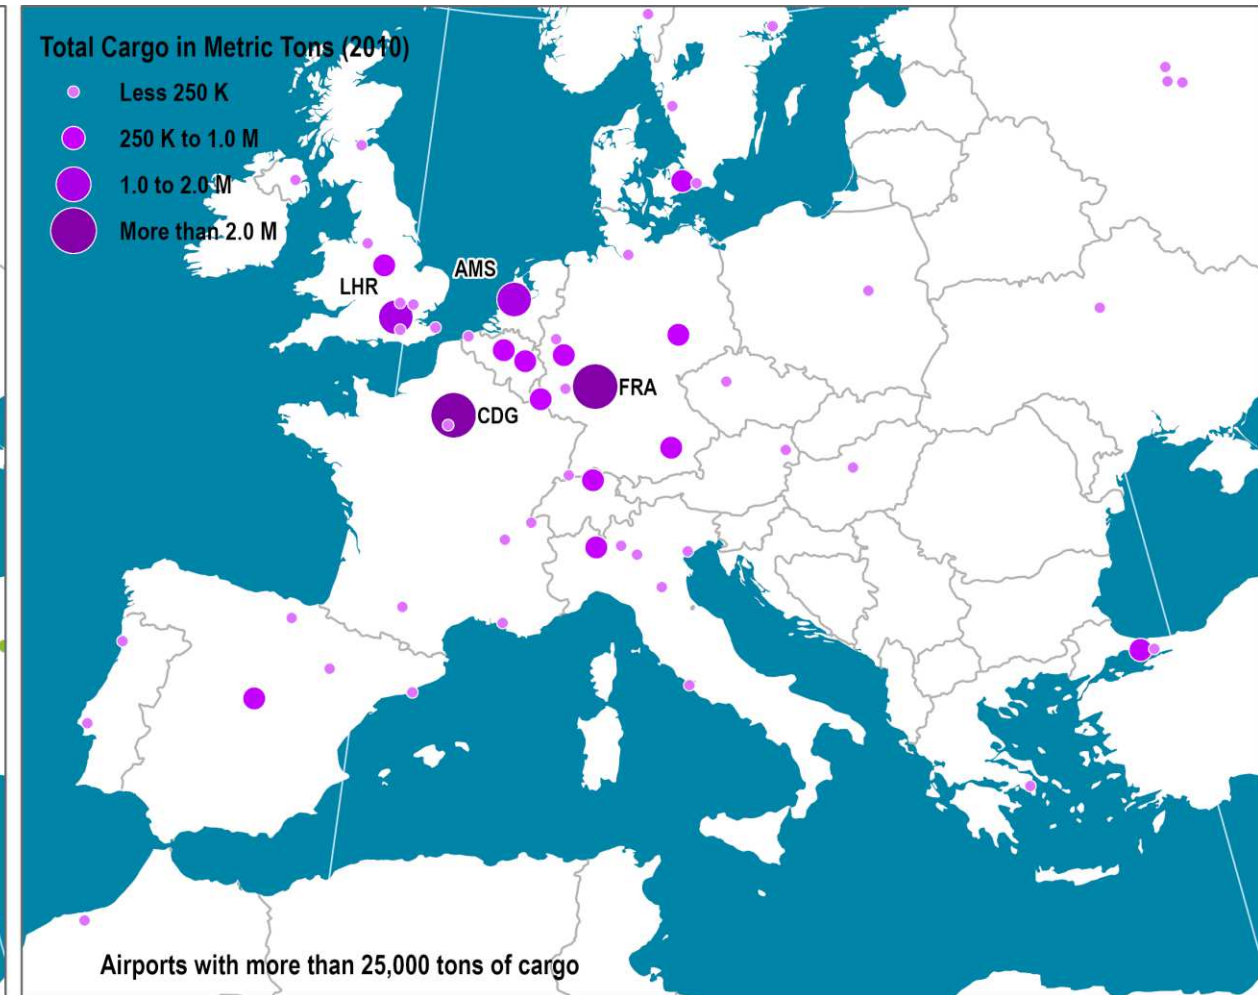 Total Cargo in Metric Tons (2010)
Less 250 K
250 K to 1.0 M
1.0 to 2.0 M
More than 2.0 M
AMS
LHR
FRA
CDG
Airports with more than 25,000 tons of cargo